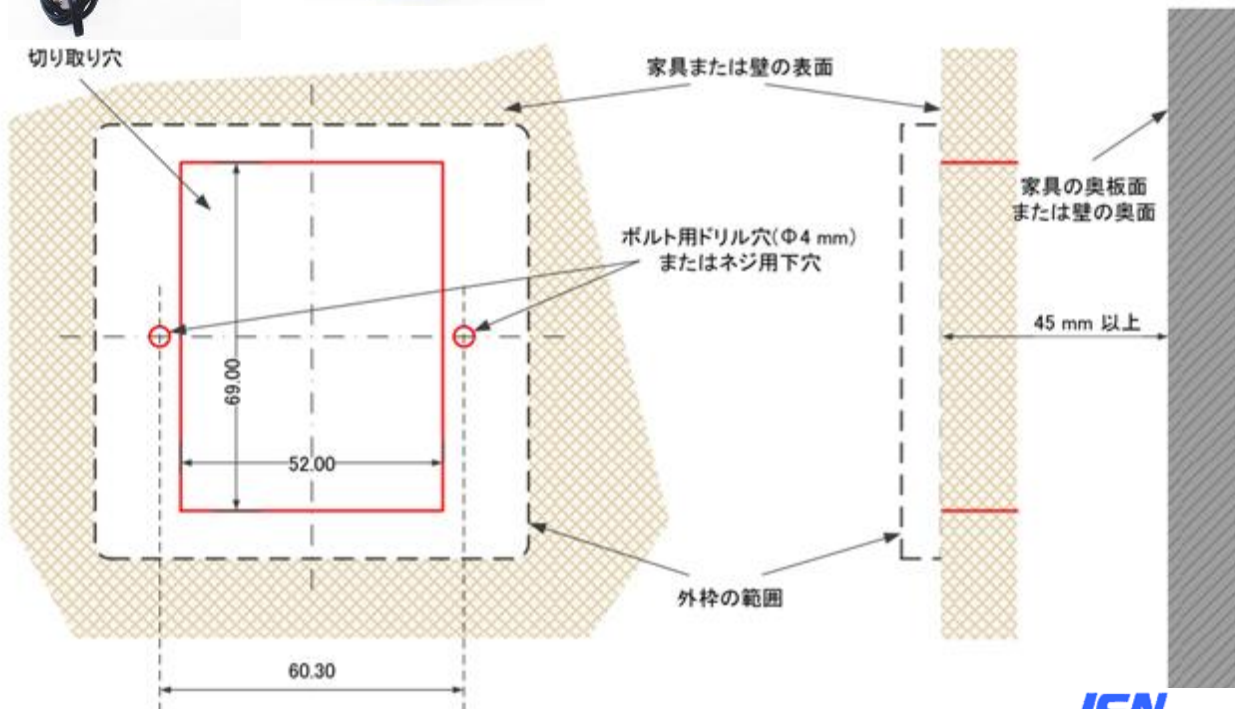 切り取り穴
家具または壁の表面
家具の奥板面
または壁の奥面
ボルト用ドリル穴(Φ4 mm)
またはネジ用下穴
45 mm 以上
69.00
52.00
外枠の範囲
60.30